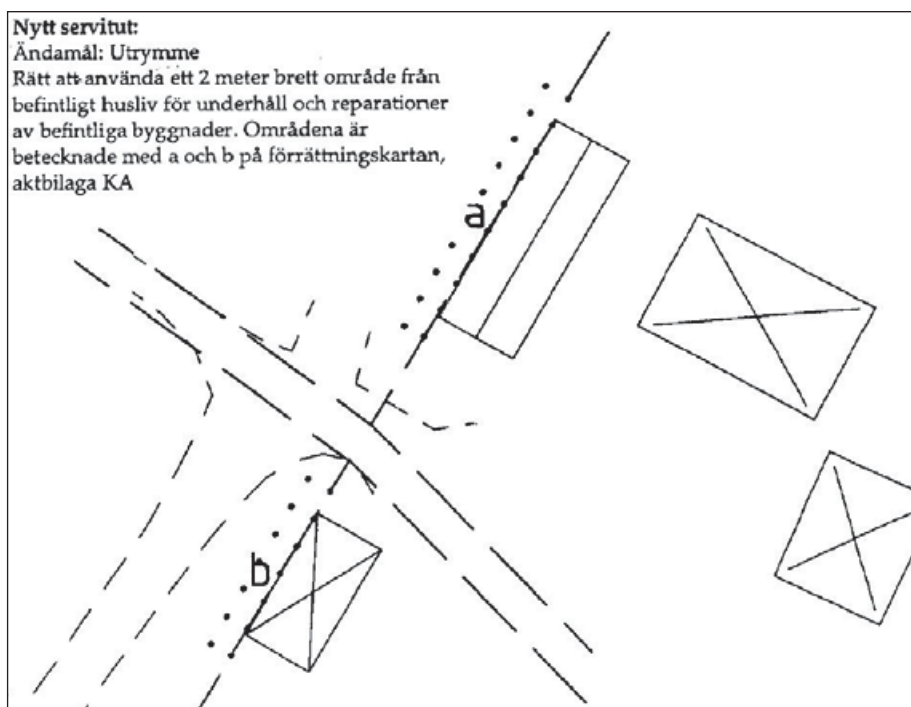 Nytt servitut:
Ändamål: Utrymme
Rätt att använda ett 2 meter brett område från
befintligt husliv för underhåll och reparationer
av befintliga byggnader. Områdena är
betecknade med a och b på förrättningskartan,
aktbilaga KA
a
b